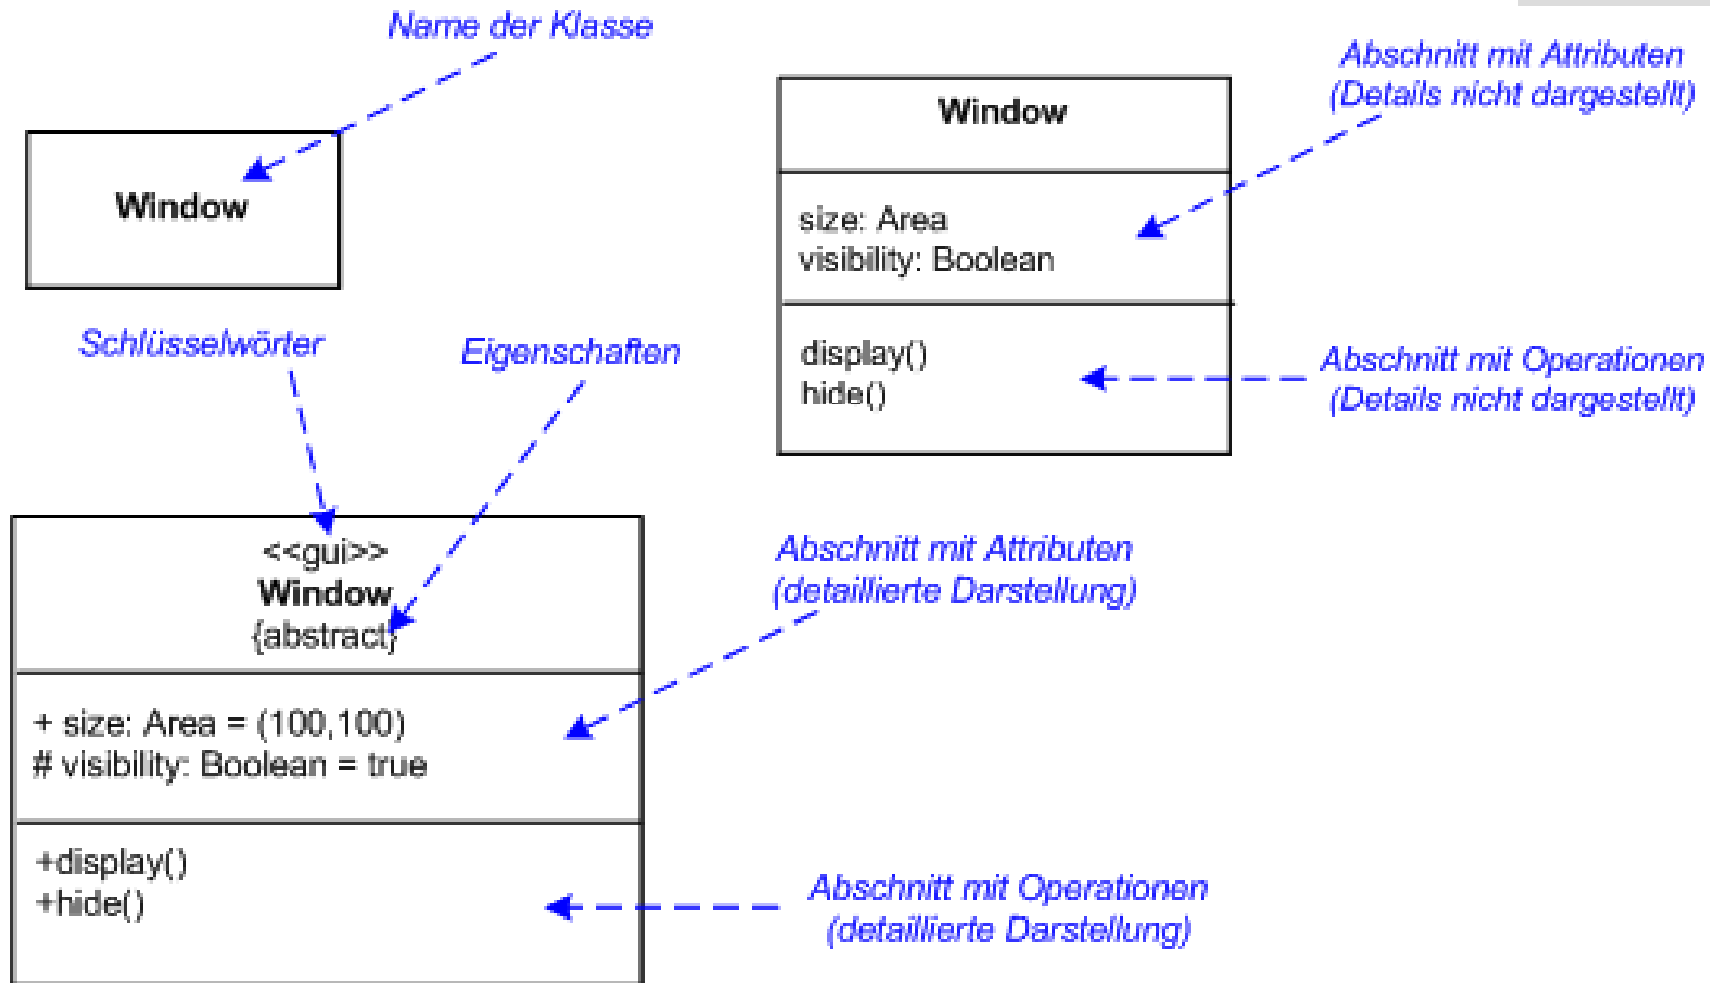 Name der Klasse
Window
Window
size: Area
visibility: Boolean
display()
hide()
Abschnitt mit Attributen
(Details nicht dargestellt)
Abschnitt mit Operationen
(Details nicht dargestellt)
Schlüsselwörter
Eigenschaften
<<gui>>
Window
{abstract}
+ size: Area = (100,100)
# visibility: Boolean = true
+display()
+hide()
Abschnitt mit Attributen
(detaillierte Darstellung)
Abschnitt mit Operationen
(detaillierte Darstellung)